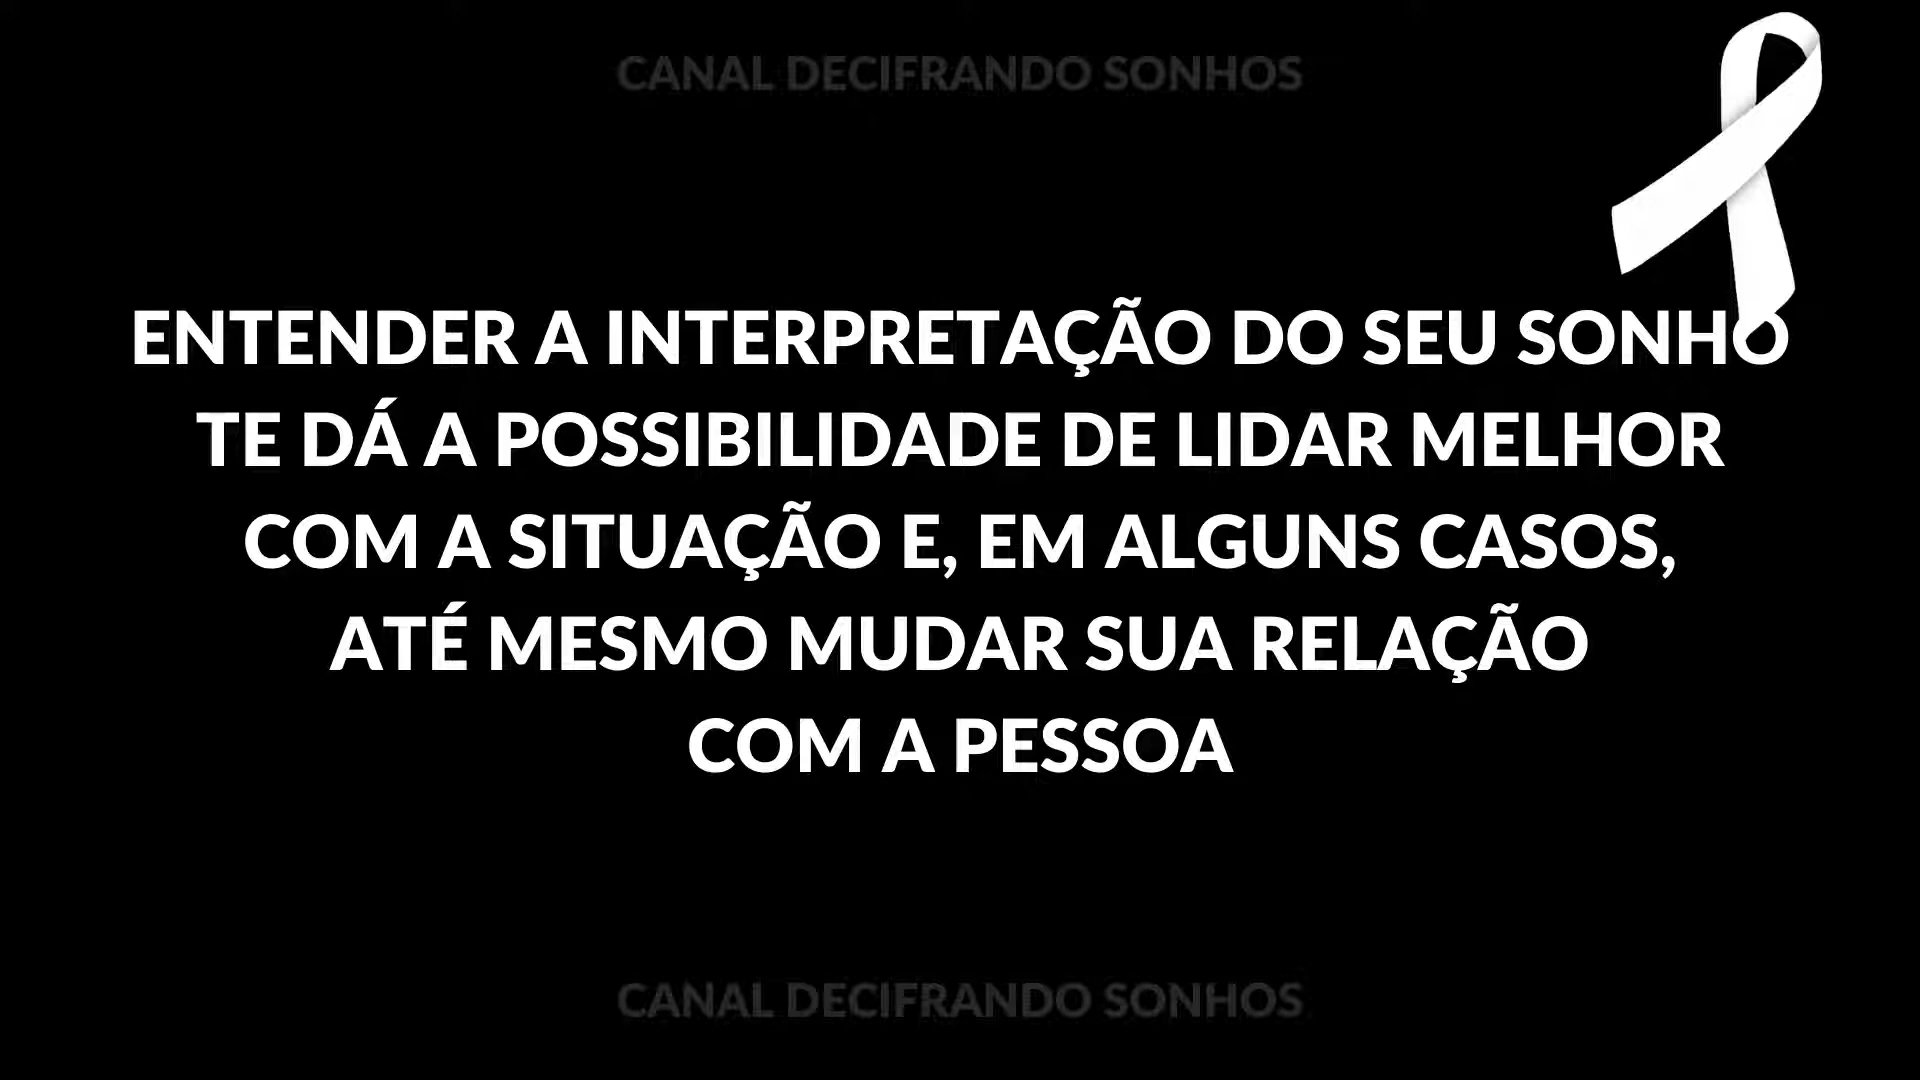 CANAL DECIFRANDO SONHOS
ENTENDER A INTERPRETAÇÃO DO SEU SONHO
TE DÁ A POSSIBILIDADE DE LIDAR MELHOR
COM A SITUAÇÃO E, EM ALGUNS CASOS,
ATÉ MESMO MUDAR SUA RELAÇÃO
COM A PESSOA
CANAL DECIFRANDO SONHOS